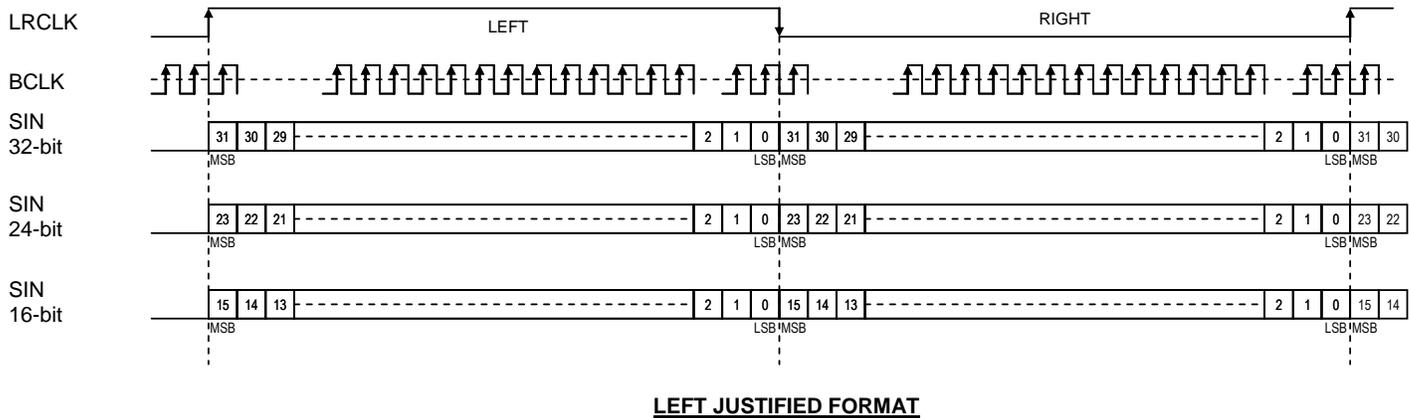 LRCLK
LEFT
RIGHT
BCLK
SIN
32-bit
31 30 29 2 1 0 31 30 29 2 1 0 31 30
MSB LSB MSB LSB MSB
SIN
24-bit
23 22 21 2 1 0 23 22 21 2 1 0 23 22
MSB LSB MSB LSB MSB
SIN
16-bit
15 14 13 2 1 0 15 14 13 2 1 0 15 14
MSB LSB MSB LSB MSB
LEFT JUSTIFIED FORMAT